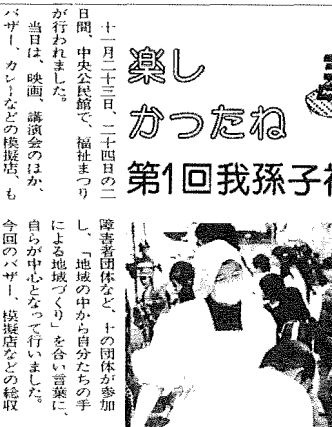 楽し
かったね
第1回我孫子
十一月二十三日、二十四日の二
日間、中央公民館で、福祉まつり
が行われました。
当日は、映画、講演会のほか、
バザー、カレーなどの模擬店、も
障害者団体など、十の団体が参加
し、「地域の中から自分たちの手
による地域づくり」を合い言葉に、
自らが中心となって行いました。
今回のバザー、模擬店などの総収